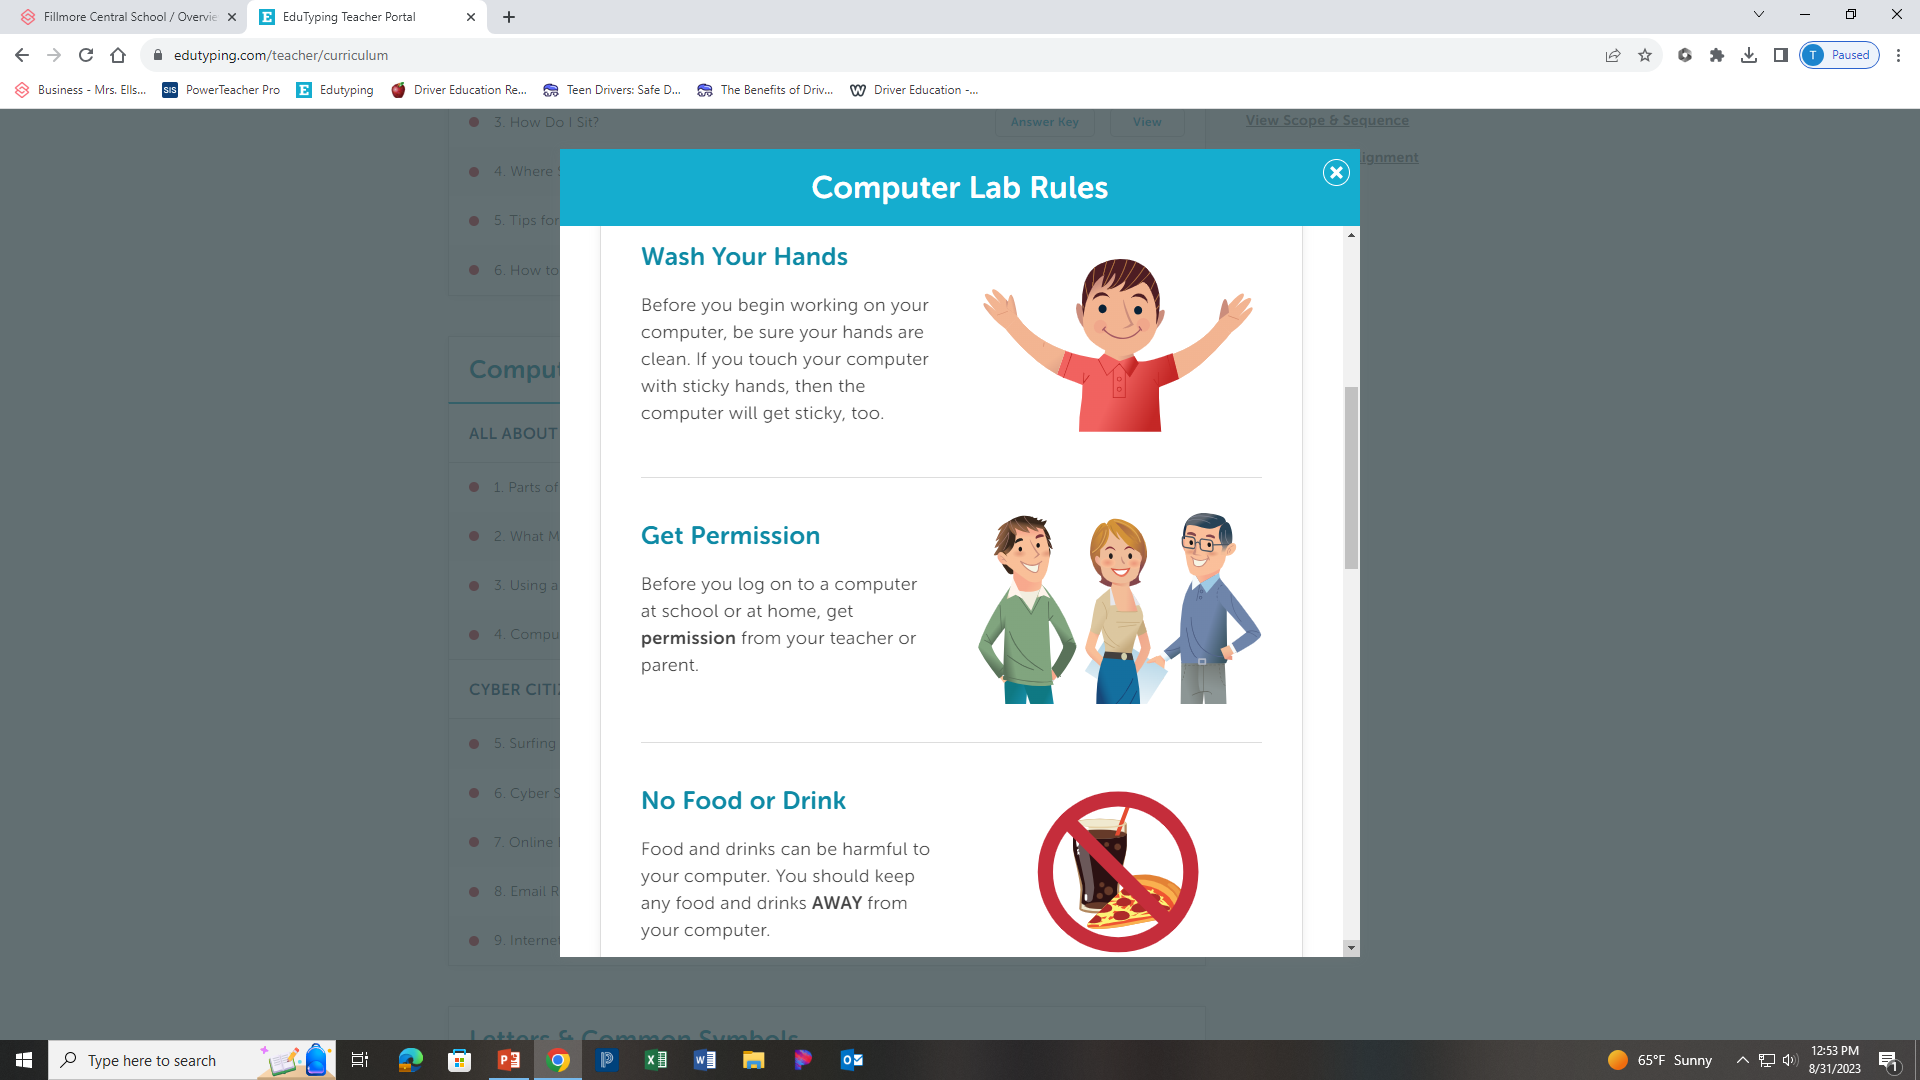 Fillmore Central School / Overvie
EduTyping Teacher Portal
edutyping.com/teacher/curriculum
T Paused
Business - Mrs. Ells...
SIS PowerTeacher Pro
E Edutyping
Driver Education Re...
Teen Drivers: Safe D...
The Benefits of Driv...
W Driver Education -...
3. How Do I Sit?
Answer Key
View
View Scope & Sequence
4. Where S
ignment
5. Tips for
6. How to
Comput
ALL ABOUT
1. Parts of
2. What M
3. Using a
4. Compu
CYBER CITIZ
5. Surfing
6. Cyber S
7. Online
8. Email R
9. Internet
Letters & Common Symbols
Computer Lab Rules
Wash Your Hands
Before you begin working on your
computer, be sure your hands are
clean. If you touch your computer
with sticky hands, then the
computer will get sticky, too.
Get Permission
Before you log on to a computer
at school or at home, get
permission from your teacher or
parent.
No Food or Drink
Food and drinks can be harmful to
your computer. You should keep
any food and drinks AWAY from
your computer.
Type here to search
65°F Sunny
12:53 PM
8/31/2023
1